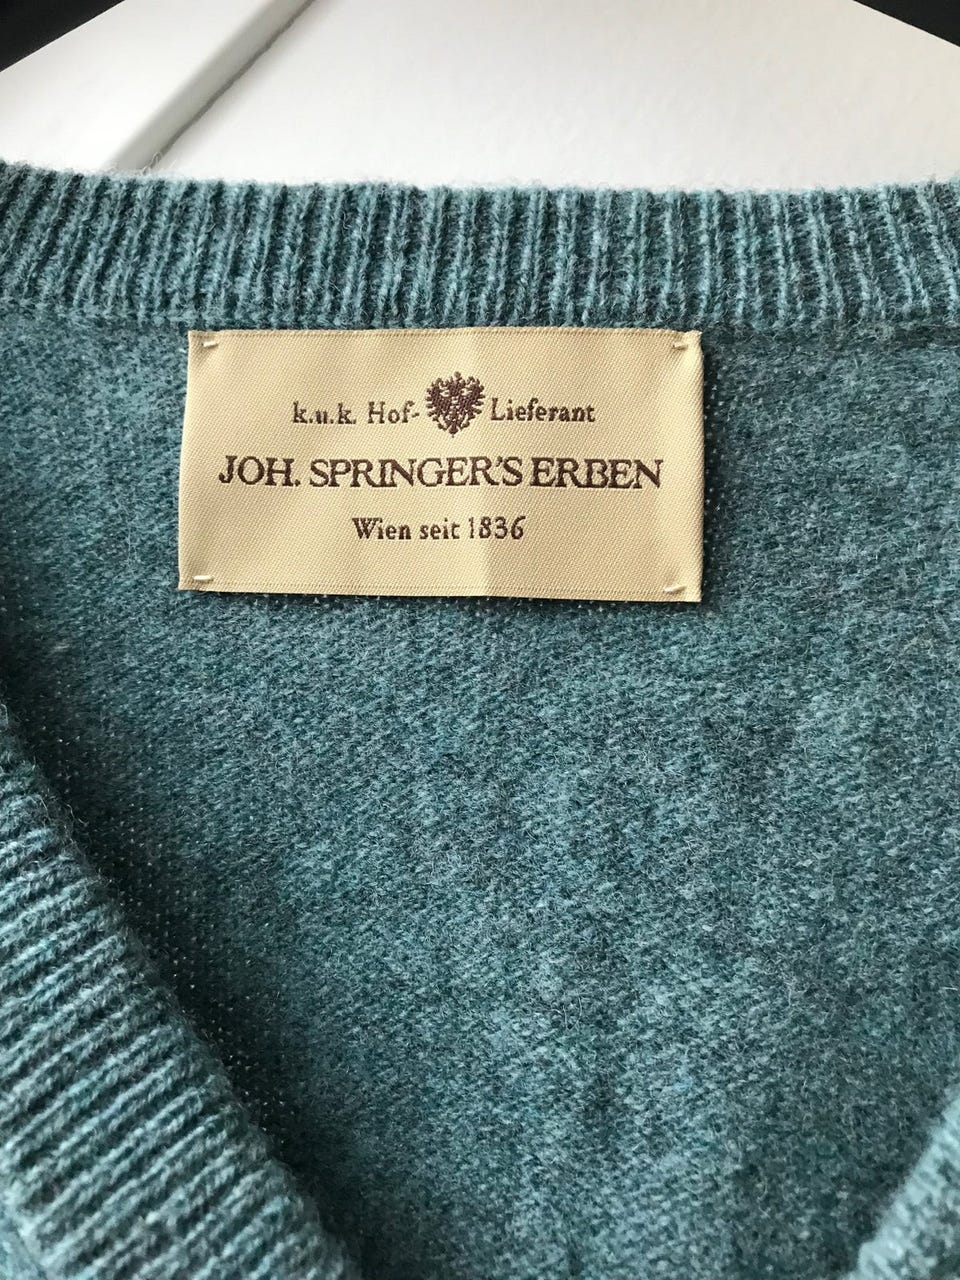 k.u.k. Hof- Lieferant
JOH. SPRINGER'S ERBEN
Wien seit 1836